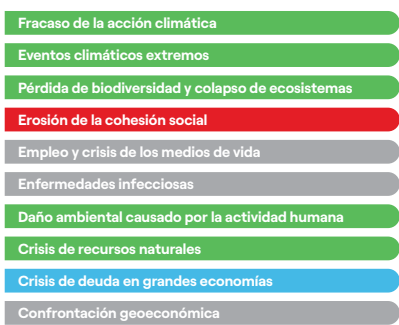 Fracaso de la acción climática
Eventos climáticos extremos
Pérdida de biodiversidad y colapso de ecosistemas
Erosión de la cohesión social
Empleo y crisis de los medios de vida
Enfermedades infecciosas
Daño ambiental causado por la actividad humana
Crisis de recursos naturales
Crisis de deuda en grandes economías
Confrontación geoeconómica